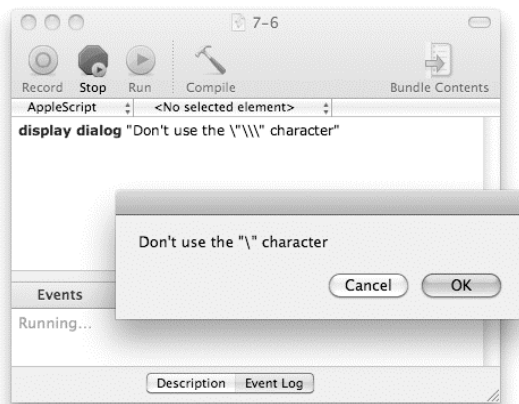 7-6
Record Stop Run Compile Bundle Contents
AppleScript <No selected element>
display dialog "Don't use the \"\\\" character"
Don't use the "\" character
Cancel OK
Events
Running...
Description Event Log